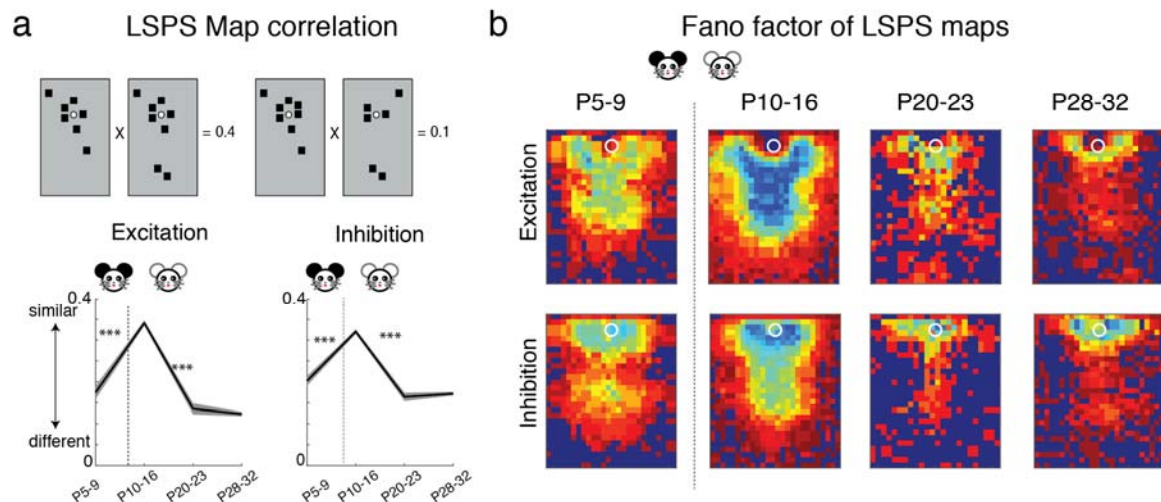 a LSPS Map correlation
X = 0.4
X = 0.1
Excitation
Inhibition
similar
different
0.4
0
***
***
P5-9
P10-16
P20-23
P28-32
0.4
0
***
***
P5-9
P10-16
P20-23
P28-32
b Fano factor of LSPS maps
P5-9 P10-16 P20-23 P28-32
Excitation
Inhibition